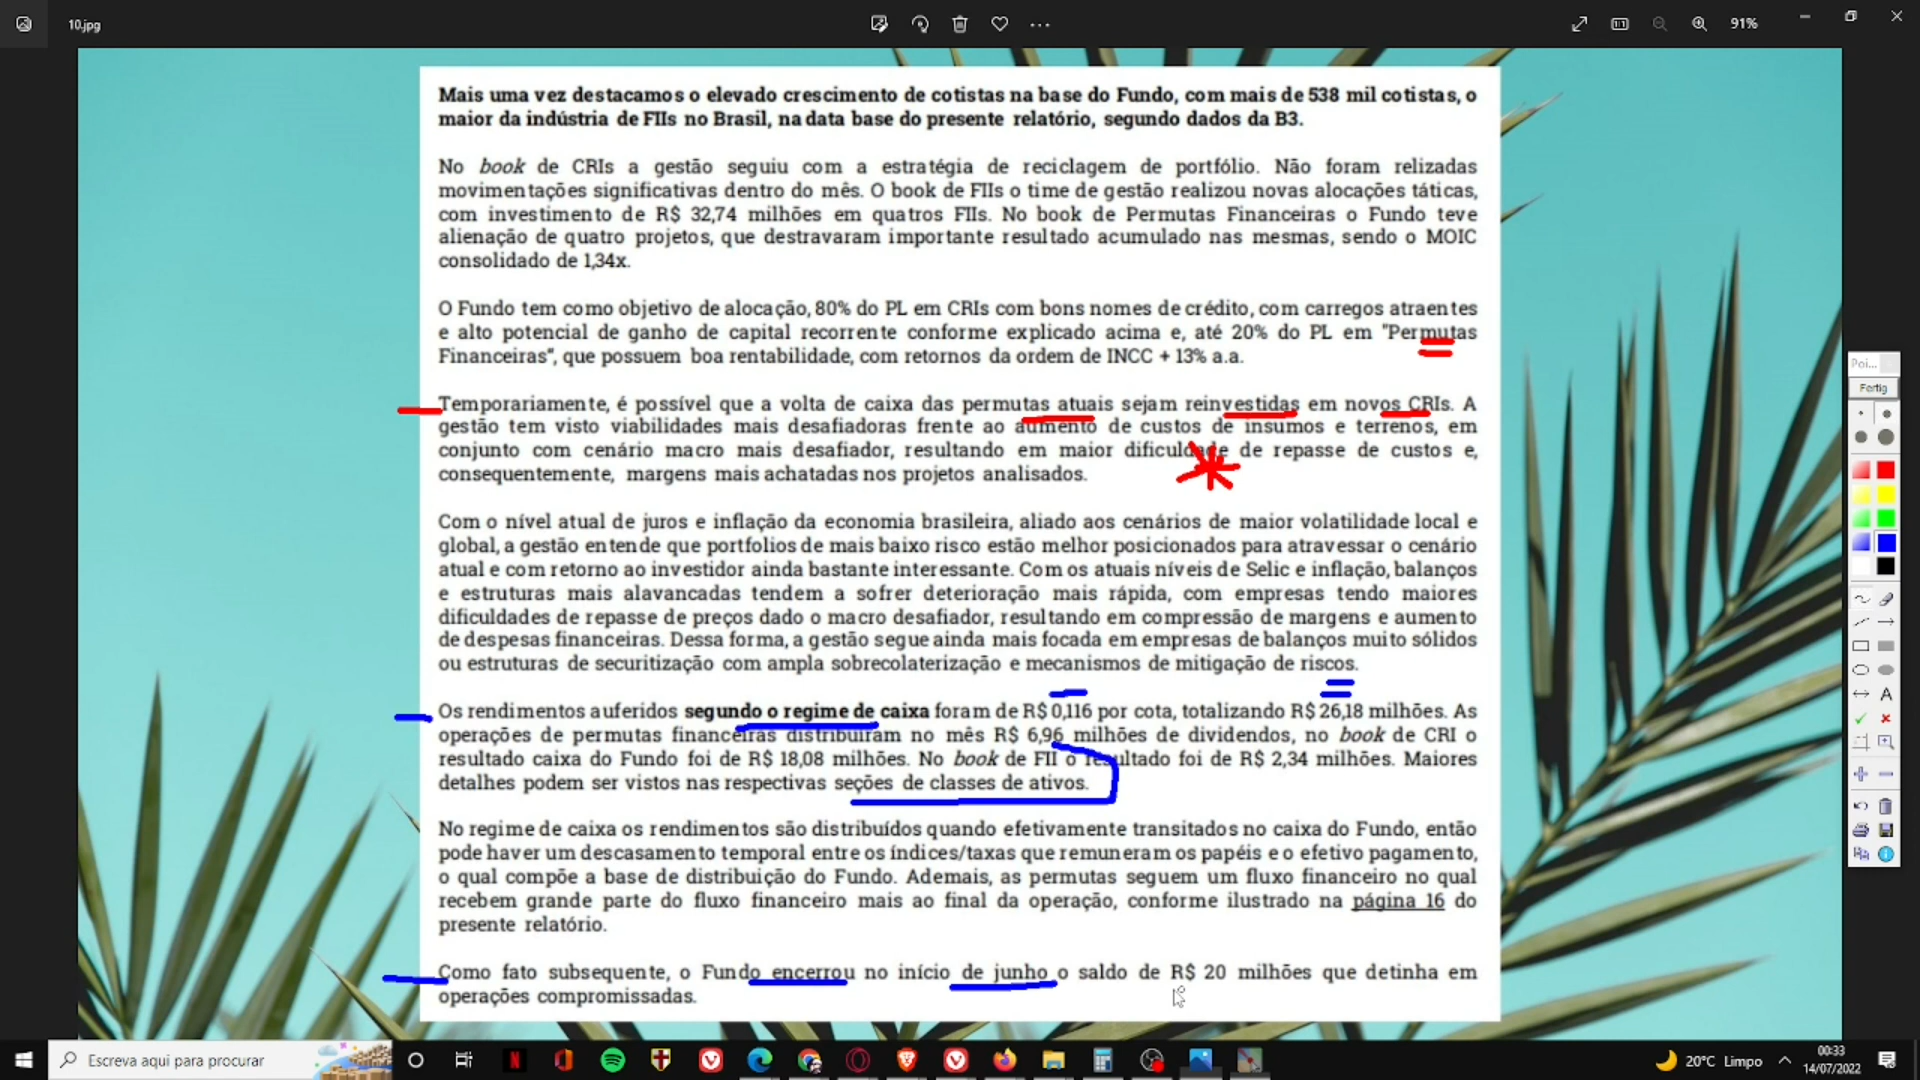 10.jpg
91%
Mais uma vez destacamos o elevado crescimento de cotistas na base do Fundo, com mais de 538 mil cotistas, o
maior da indústria de FIIs no Brasil, na data base do presente relatório, segundo dados da B3.
No book de CRIs a gestão seguiu com a estratégia de reciclagem de portfólio. Não foram relizadas
movimentações significativas dentro do mês. O book de FIIs o time de gestão realizou novas alocações táticas,
com investimento de R$ 32,74 milhões em quatros FIIs. No book de Permutas Financeiras o Fundo teve
alienação de quatro projetos, que destravaram importante resultado acumulado nas mesmas, sendo o MOIC
consolidado de 1,34x.
O Fundo tem como objetivo de alocação, 80% do PL em CRIs com bons nomes de crédito, com carregos atraentes
e alto potencial de ganho de capital recorrente conforme explicado acima e, até 20% do PL em "Permutas
Financeiras", que possuem boa rentabilidade, com retornos da ordem de INCC + 13% a.a.
Temporariamente, é possível que a volta de caixa das permutas atuais sejam reinvestidas em novos CRIs. A
gestão tem visto viabilidades mais desafiadoras frente ao aumento de custos de insumos e terrenos, em
conjunto com cenário macro mais desafiador, resultando em maior dificuldade de repasse de custos e,
consequentemente, margens mais achatadas nos projetos analisados.
Com o nível atual de juros e inflação da economia brasileira, aliado aos cenários de maior volatilidade local e
global, a gestão entende que portfolios de mais baixo risco estão melhor posicionados para atravessar o cenário
atual e com retorno ao investidor ainda bastante interessante. Com os atuais níveis de Selic e inflação, balanços
e estruturas mais alavancadas tendem a sofrer deterioração mais rápida, com empresas tendo maiores
dificuldades de repasse de preços dado o macro desafiador, resultando em compressão de margens e aumento
de despesas financeiras. Dessa forma, a gestão segue ainda mais focada em empresas de balanços muito sólidos
ou estruturas de securitização com ampla sobrecolaterização e mecanismos de mitigação de riscos.
Os rendimentos auferidos segundo o regime de caixa foram de R$ 0,116 por cota, totalizando R$ 26,18 milhões. As
operações de permutas financeiras distribuíram no mês R$ 6,96 milhões de dividendos, no book de CRI o
resultado caixa do Fundo foi de R$ 18,08 milhões. No book de FII o resultado foi de R$ 2,34 milhões. Maiores
detalhes podem ser vistos nas respectivas seções de classes de ativos.
No regime de caixa os rendimentos são distribuídos quando efetivamente transitados no caixa do Fundo, então
pode haver um descasamento temporal entre os índices/taxas que remuneram os papéis e o efetivo pagamento,
o qual compõe a base de distribuição do Fundo. Ademais, as permutas seguem um fluxo financeiro no qual
recebem grande parte do fluxo financeiro mais ao final da operação, conforme ilustrado na página 16 do
presente relatório.
Como fato subsequente, o Fundo encerrou no início de junho o saldo de R$ 20 milhões que detinha em
operações compromissadas.
Poi...
Fertig
A
Escreva aqui para procurar
20°C Limpo
00:33
14/07/2022